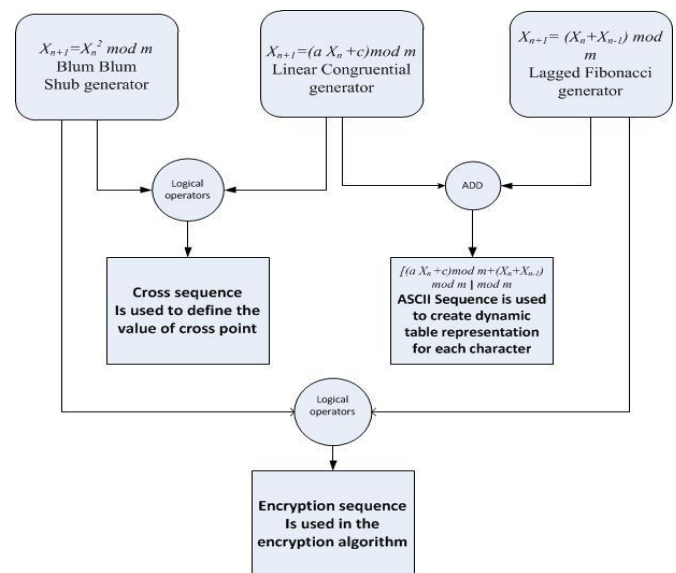 Xₙ₊₁=Xₙ² mod m
Blum Blum
Shub generator
Xₙ₊₁=(a Xₙ +c)mod m
Linear Congruential
generator
Xₙ₊₁= (Xₙ+Xₙ₋₁) mod
m
Lagged Fibonacci
generator
Logical
operators
ADD
Cross sequence
Is used to define the
value of cross point
[(a Xₙ +c)mod m+(Xₙ+Xₙ₋₁)
mod m ] mod m
ASCII Sequence is used
to create dynamic
table representation
for each character
Logical
operators
Encryption sequence
Is used in the
encryption algorithm